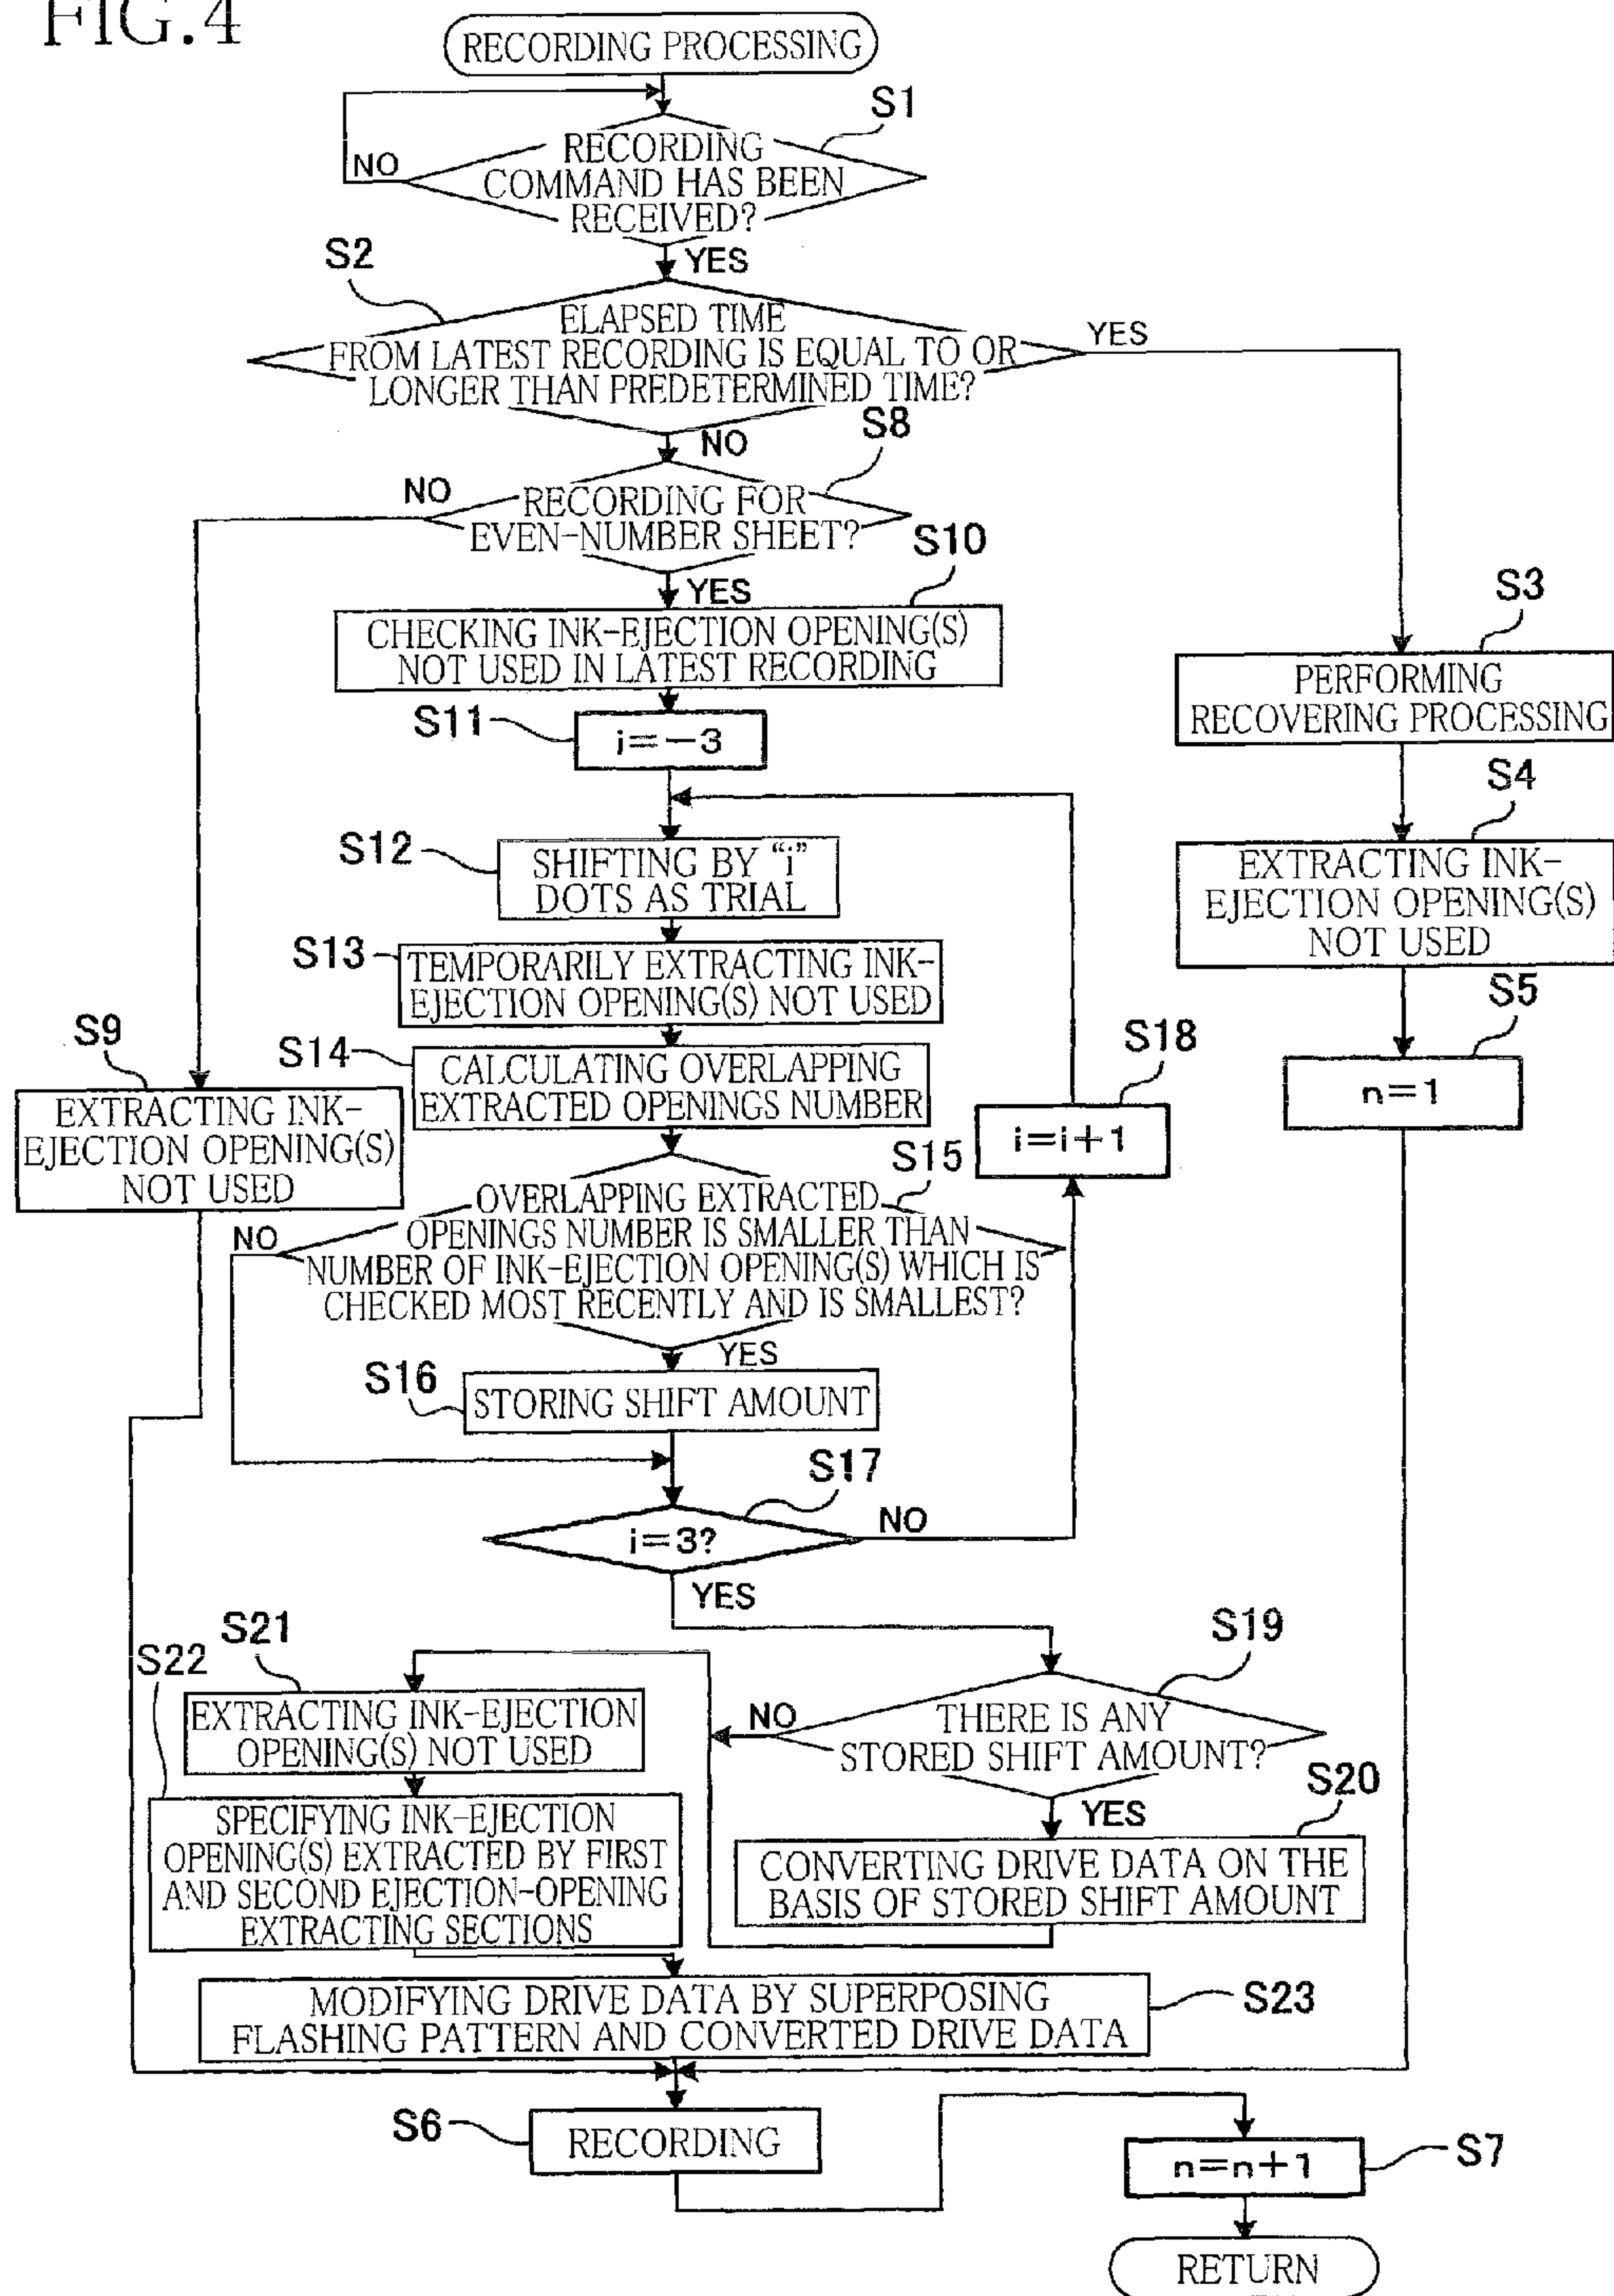 FIG.4
RECORDING PROCESSING
S1
RECORDING
COMMAND HAS BEEN
RECEIVED?
NO
YES
S2
ELAPSED TIME
FROM LATEST RECORDING IS EQUAL TO OR
LONGER THAN PREDETERMINED TIME?
YES
NO
S8
RECORDING FOR
EVEN-NUMBER SHEET?
NO
YES
S10
CHECKING INK-EJECTION OPENING(S)
NOT USED IN LATEST RECORDING
S3
PERFORMING
RECOVERING PROCESSING
S11
i=-3
S4
EXTRACTING INK-
EJECTION OPENING(S)
NOT USED
S12
SHIFTING BY "i"
DOTS AS TRIAL
S13
TEMPORARILY EXTRACTING INK-
EJECTION OPENING(S) NOT USED
S5
n=1
S9
EXTRACTING INK-
EJECTION OPENING(S)
NOT USED
S14
CALCULATING OVERLAPPING
EXTRACTED OPENINGS NUMBER
S18
i=i+1
S15
OVERLAPPING EXTRACTED
OPENINGS NUMBER IS SMALLER THAN
NUMBER OF INK-EJECTION OPENING(S) WHICH IS
CHECKED MOST RECENTLY AND IS SMALLEST?
NO
YES
S16
STORING SHIFT AMOUNT
S17
i=3?
NO
YES
S19
THERE IS ANY
STORED SHIFT AMOUNT?
NO
YES
S21
EXTRACTING INK-EJECTION
OPENING(S) NOT USED
S22
SPECIFYING INK-EJECTION
OPENING(S) EXTRACTED BY FIRST
AND SECOND EJECTION-OPENING
EXTRACTING SECTIONS
S20
CONVERTING DRIVE DATA ON THE
BASIS OF STORED SHIFT AMOUNT
MODIFYING DRIVE DATA BY SUPERPOSING
FLASHING PATTERN AND CONVERTED DRIVE DATA
S23
S6
RECORDING
n=n+1
S7
RETURN